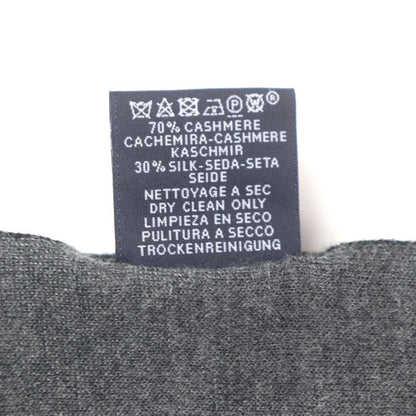 P W ®
70% CASHMERE
CACHEMIRA-CASHMERE
KASCHMIR
30% SILK-SEDA-SETA
SEIDE
NETTOYAGE A SEC
DRY CLEAN ONLY
LIMPIEZA EN SECO
PULITURA A SECCO
TROCKENREINIGUNG